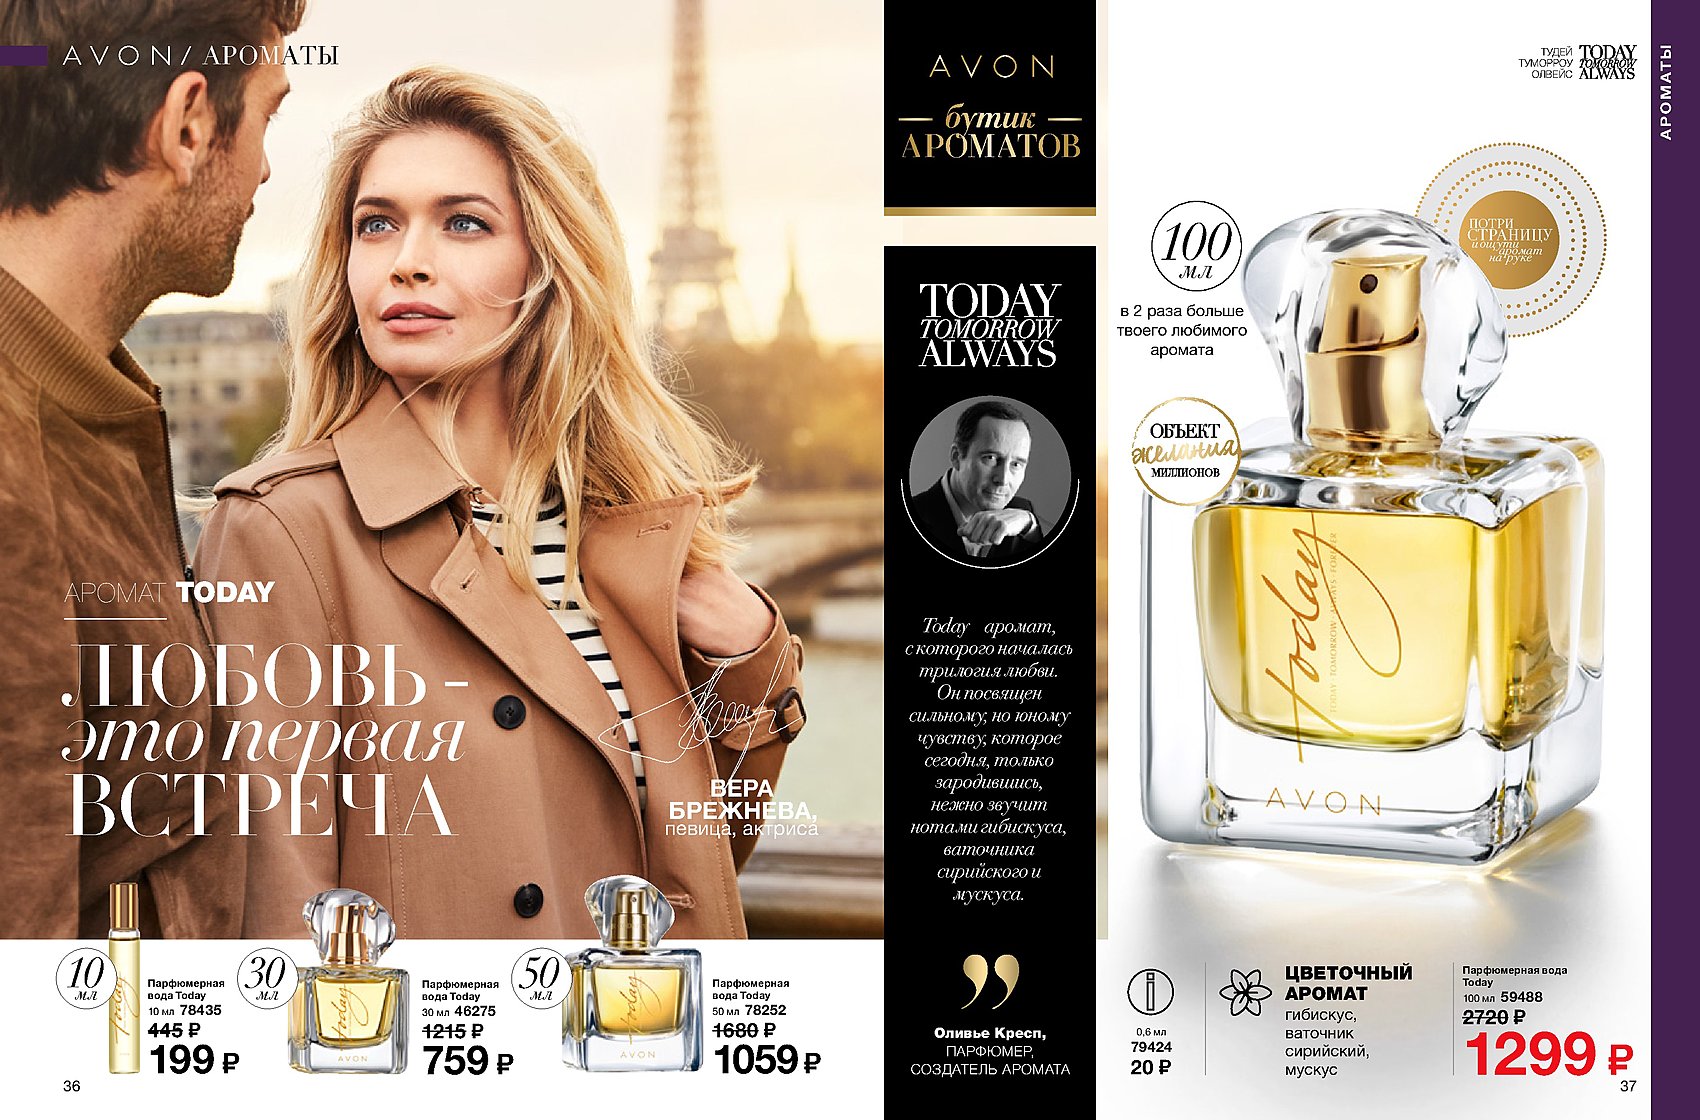 AVON / АРОМАТЫ
АРОМАТ TODAY
ЛЮБОВЬ -
это первая
ВСТРЕЧА
ВЕРА
БРЕЖНЕВА,
певица, актриса
10
МЛ
Парфюмерная
вода Today
10 мл 78435
445 ₽
199 ₽
30
МЛ
Парфюмерная
вода Today
30 мл 46275
1215 ₽
759 ₽
50
МЛ
Парфюмерная
вода Today
50 мл 78252
1680 ₽
1059 ₽
36
AVON
бутик
АРОМАТОВ
TODAY
TOMORROW
ALWAYS
Today аромат,
с которого началась
трилогия любви.
Он посвящен
сильному, но юному
чувству, которое
сегодня, только
зародившись,
нежно звучит
нотами гибискуса,
ваточника
сирийского и
мускуса.
Оливье Кресп,
ПАРФЮМЕР,
СОЗДАТЕЛЬ АРОМАТА
ТУДЕЙ
ТУМОРРОУ
ОЛВЕЙС
TODAY
TOMORROW
ALWAYS
АРОМАТЫ
ПОТРИ
СТРАНИЦУ
и ощути
аромат
на руке
100
МЛ
в 2 раза больше
твоего любимого
аромата
ОБЪЕКТ
желания
МИЛЛИОНОВ
today
TODAY · TOMORROW · ALWAYS · FOREVER
AVON
0,6 мл
79424
20 ₽
ЦВЕТОЧНЫЙ
АРОМАТ
гибискус,
ваточник
сирийский,
мускус
Парфюмерная вода
Today
100 мл 59488
2720 ₽
1299 ₽
37